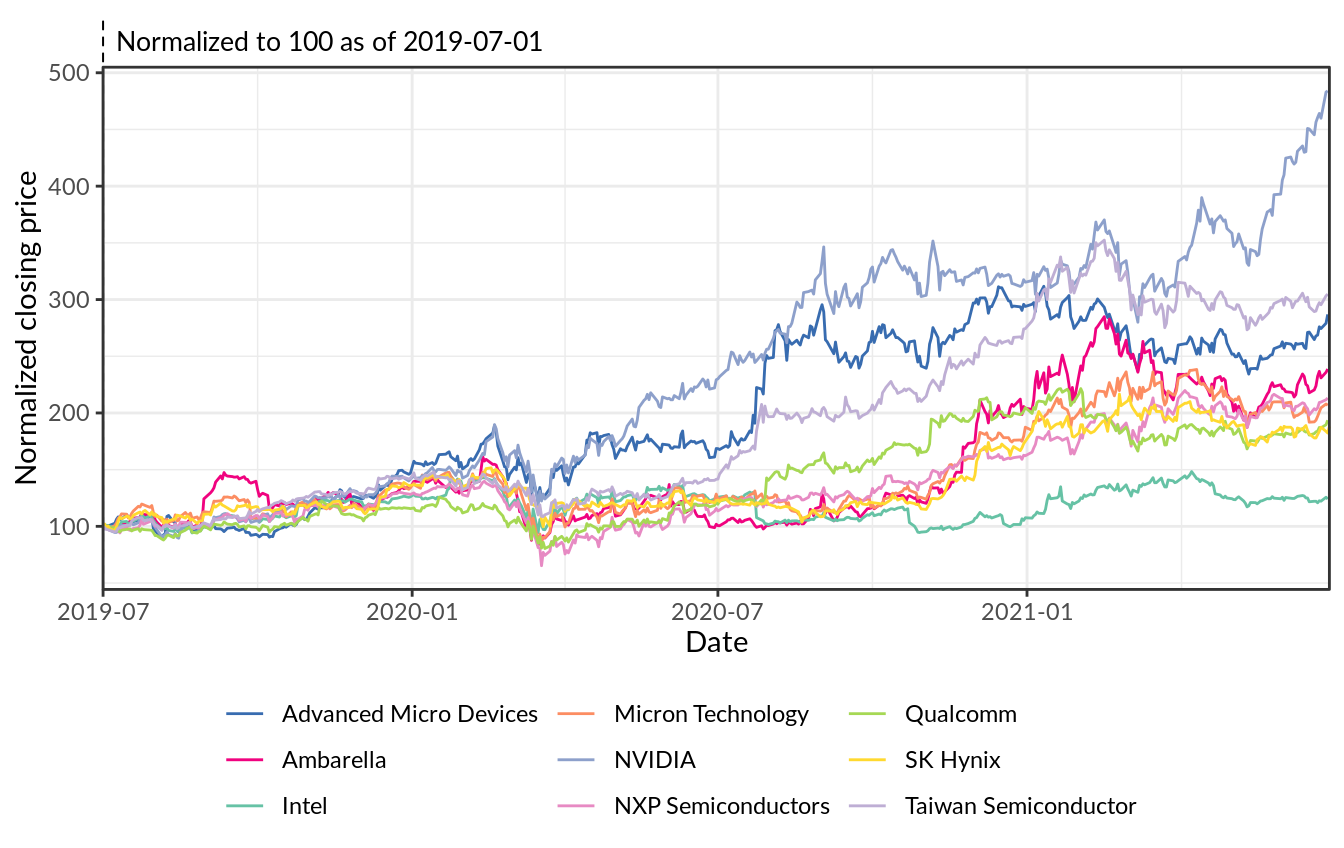 Normalized to 100 as of 2019-07-01
500
400
300
200
100
Normalized closing price
2019-07
2020-01
2020-07
2021-01
Date
Advanced Micro Devices
Micron Technology
Qualcomm
Ambarella
NVIDIA
SK Hynix
Intel
NXP Semiconductors
Taiwan Semiconductor